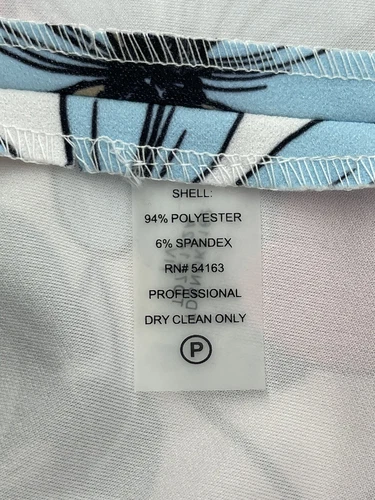 SHELL:
94% POLYESTER
6% SPANDEX
RN# 54163
PROFESSIONAL
DRY CLEAN ONLY
P